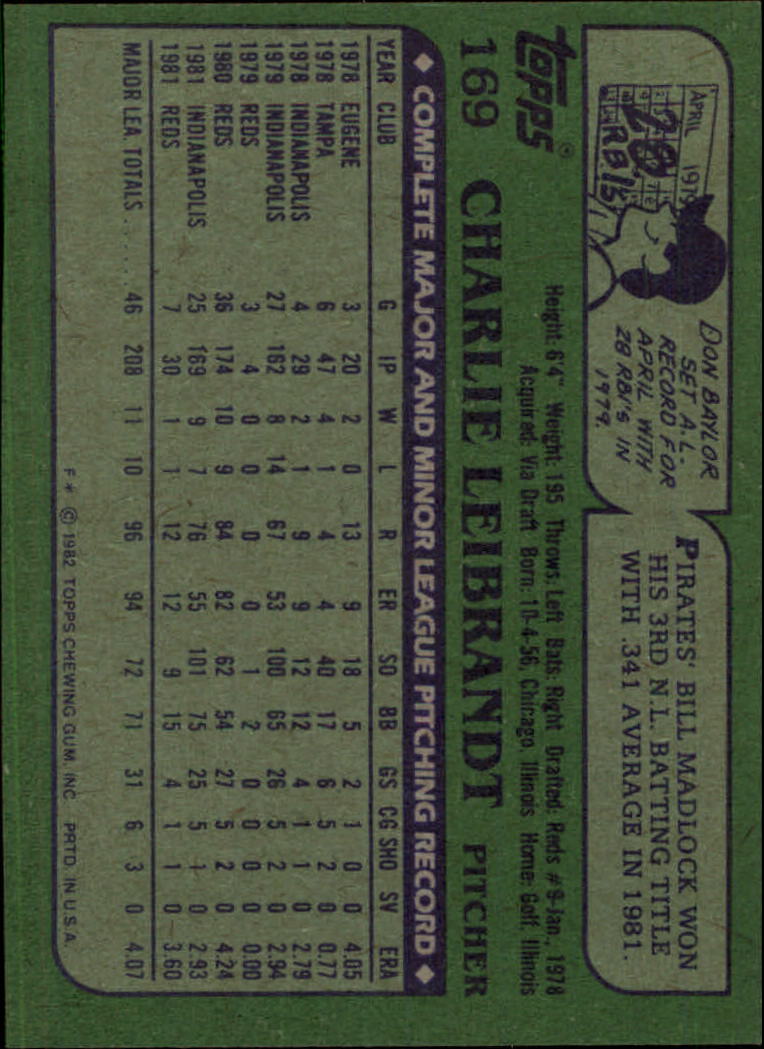 APRIL 1979
28
RBI's
DON BAYLOR
SET A.L.
RECORD FOR
APRIL WITH
28 RBI'S IN
1979.
PIRATES' BILL MADLOCK WON
HIS 3RD N.L. BATTING TITLE
WITH .341 AVERAGE IN 1981.
topps®
Height: 6'4" Weight: 195 Throws: Left Bats: Right Drafted: Reds #9-Jan., 1978
Acquired: Via Draft Born: 10-4-56, Chicago, Illinois Home: Golf, Illinois
169 CHARLIE LEIBRANDT PITCHER
◆ COMPLETE MAJOR AND MINOR LEAGUE PITCHING RECORD ◆
YEAR CLUB G IP W L R ER SO BB GS CG SHO SV ERA
1978 EUGENE 3 20 2 0 13 9 18 5 2 1 0 0 4.05
1978 TAMPA 6 47 4 1 4 4 40 17 6 5 2 0 0.77
1978 INDIANAPOLIS 4 29 2 1 9 9 12 12 4 1 1 0 2.79
1979 INDIANAPOLIS 27 162 8 14 67 53 100 65 26 5 2 0 2.94
1979 REDS 3 4 0 0 0 0 1 2 0 0 0 0 0.00
1980 REDS 36 174 10 9 84 82 62 54 27 5 2 0 4.24
1981 INDIANAPOLIS 25 169 9 7 76 55 101 75 25 5 1 0 2.93
1981 REDS 7 30 1 1 12 12 9 15 4 1 1 0 3.60
MAJOR LEA. TOTALS ..... 46 208 11 10 96 94 72 71 31 6 3 0 4.07
F* © 1982 TOPPS CHEWING GUM, INC PRTD. IN U.S.A.